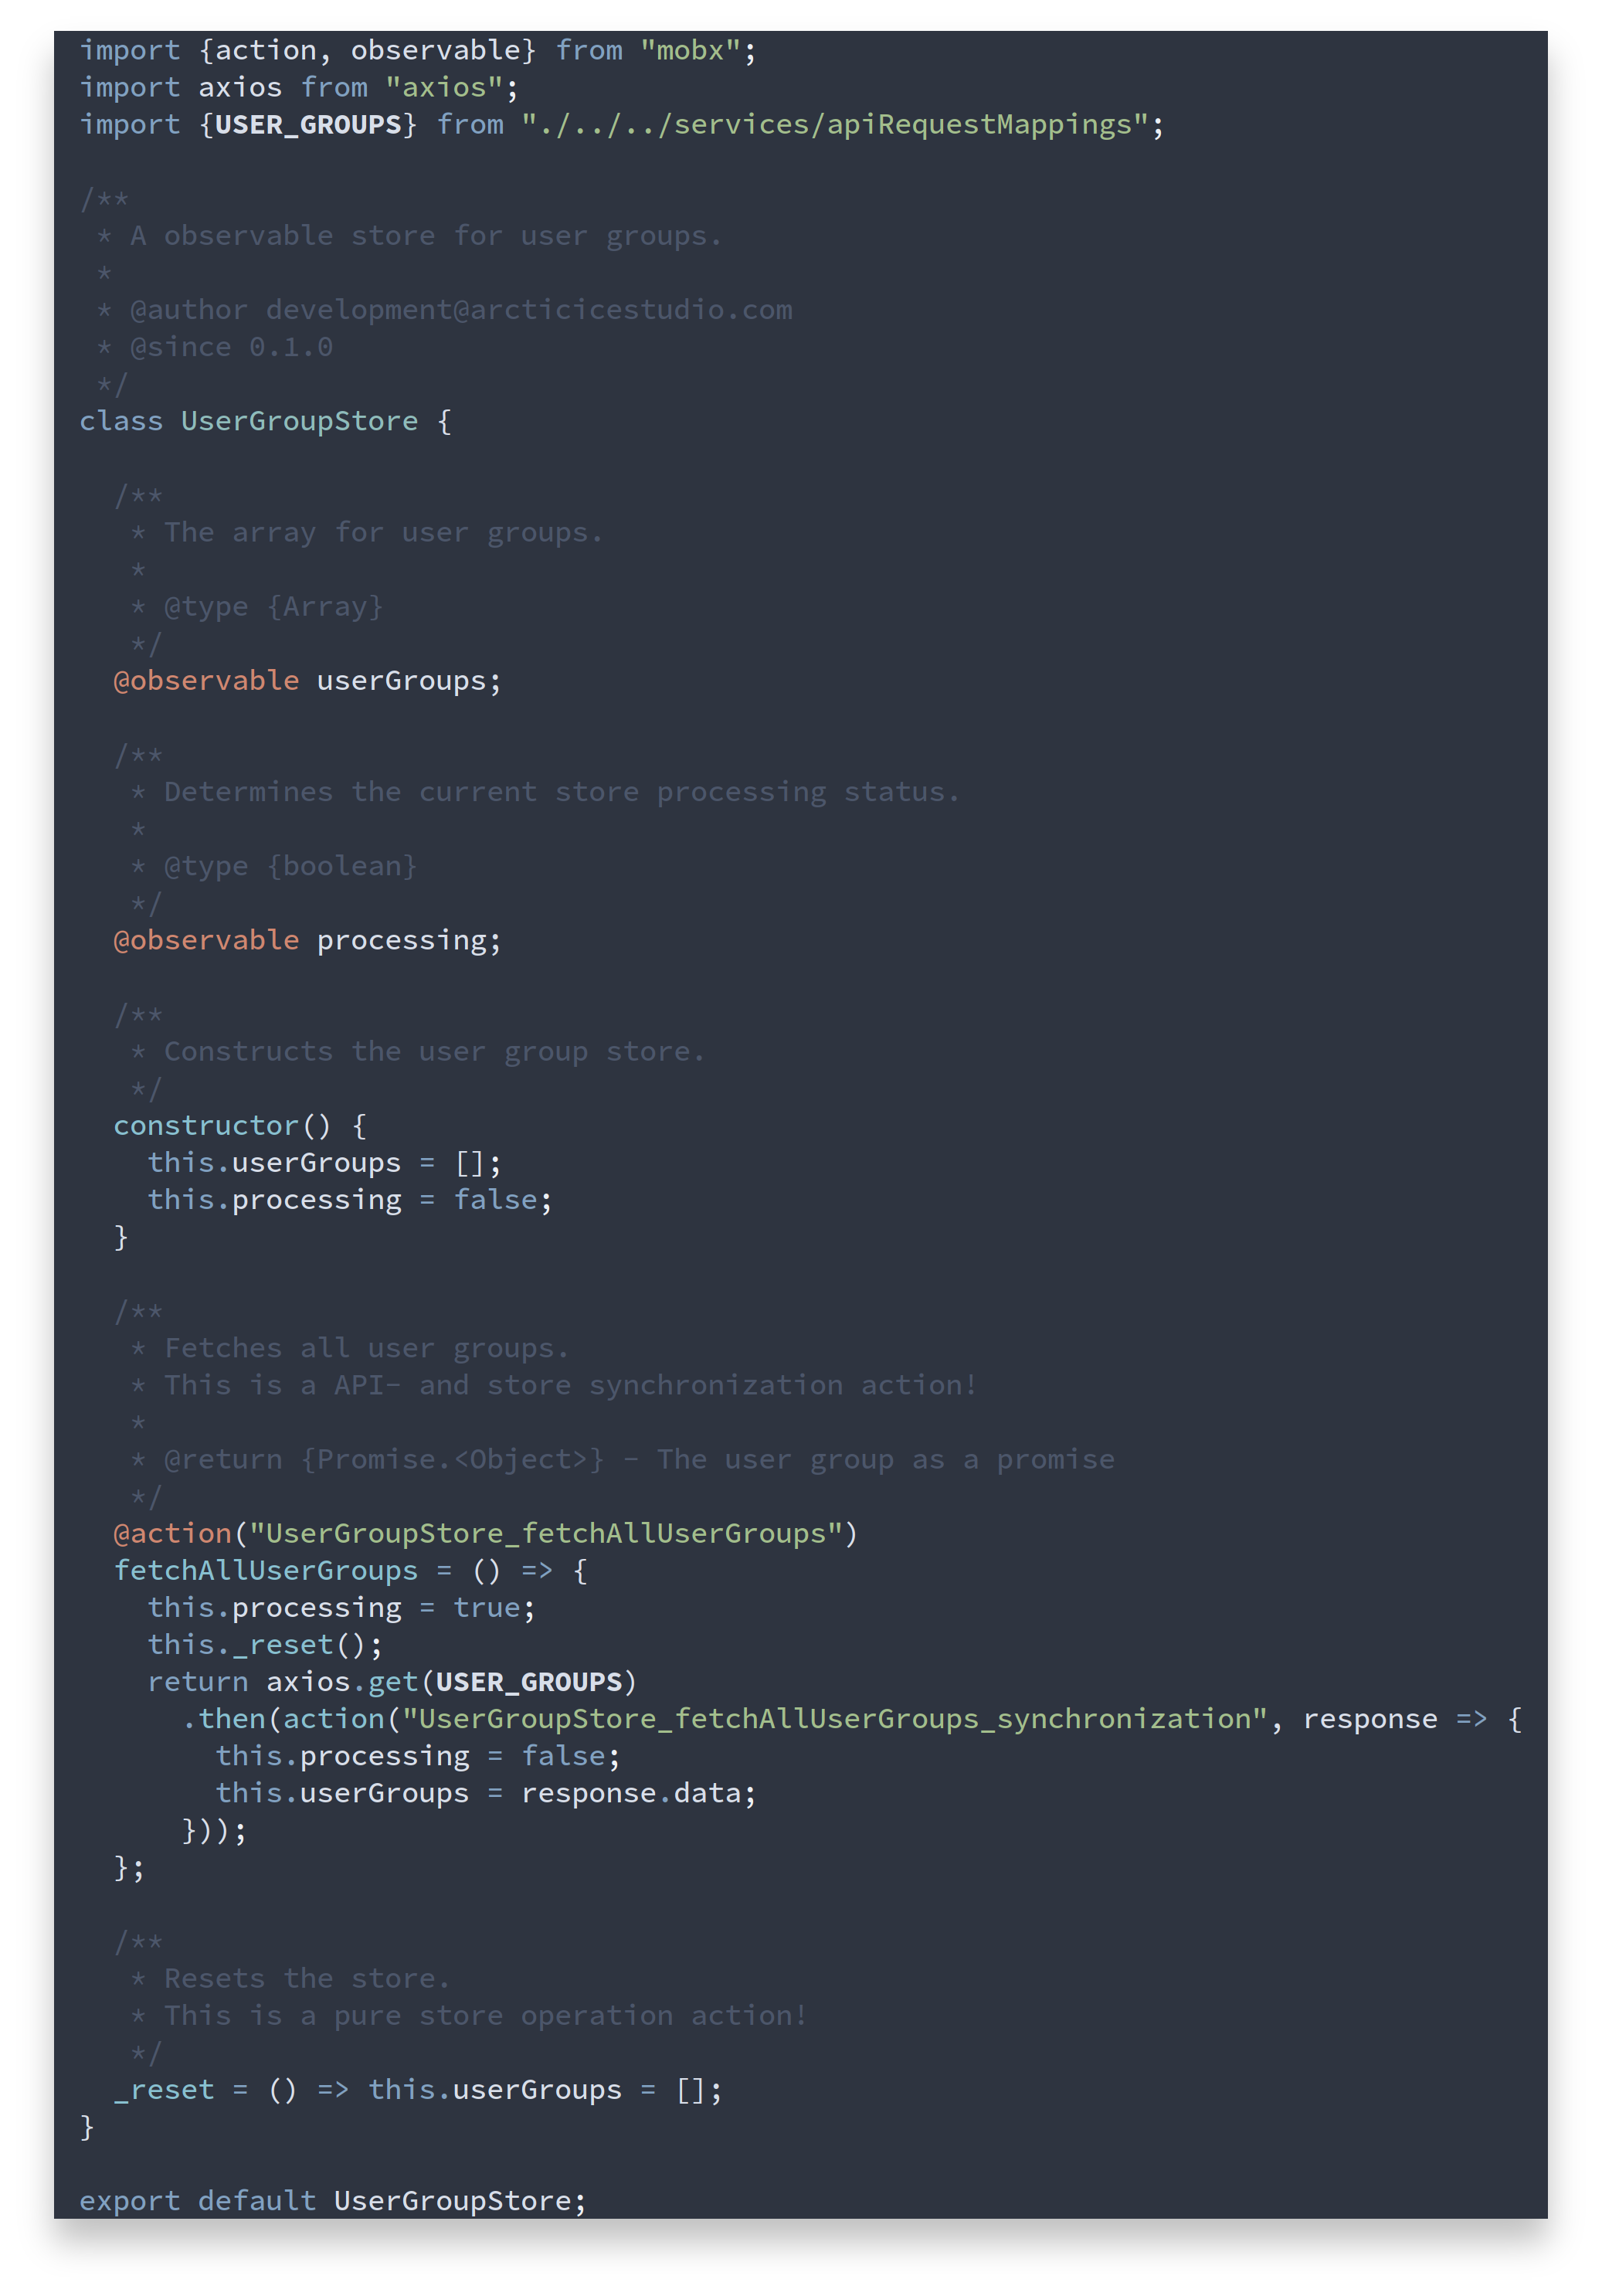 import {action, observable} from "mobx";
import axios from "axios";
import {USER_GROUPS} from "./../../services/apiRequestMappings";
/**
 * A observable store for user groups.
 *
 * @author development@arcticicestudio.com
 * @since 0.1.0
 */
class UserGroupStore {
  /**
   * The array for user groups.
   *
   * @type {Array}
   */
  @observable userGroups;
  /**
   * Determines the current store processing status.
   *
   * @type {boolean}
   */
  @observable processing;
  /**
   * Constructs the user group store.
   */
  constructor() {
    this.userGroups = [];
    this.processing = false;
  }
  /**
   * Fetches all user groups.
   * This is a API- and store synchronization action!
   *
   * @return {Promise.<Object>} - The user group as a promise
   */
  @action("UserGroupStore_fetchAllUserGroups")
  fetchAllUserGroups = () => {
    this.processing = true;
    this._reset();
    return axios.get(USER_GROUPS)
      .then(action("UserGroupStore_fetchAllUserGroups_synchronization", response => {
        this.processing = false;
        this.userGroups = response.data;
      }));
  };
  /**
   * Resets the store.
   * This is a pure store operation action!
   */
  _reset = () => this.userGroups = [];
}
export default UserGroupStore;